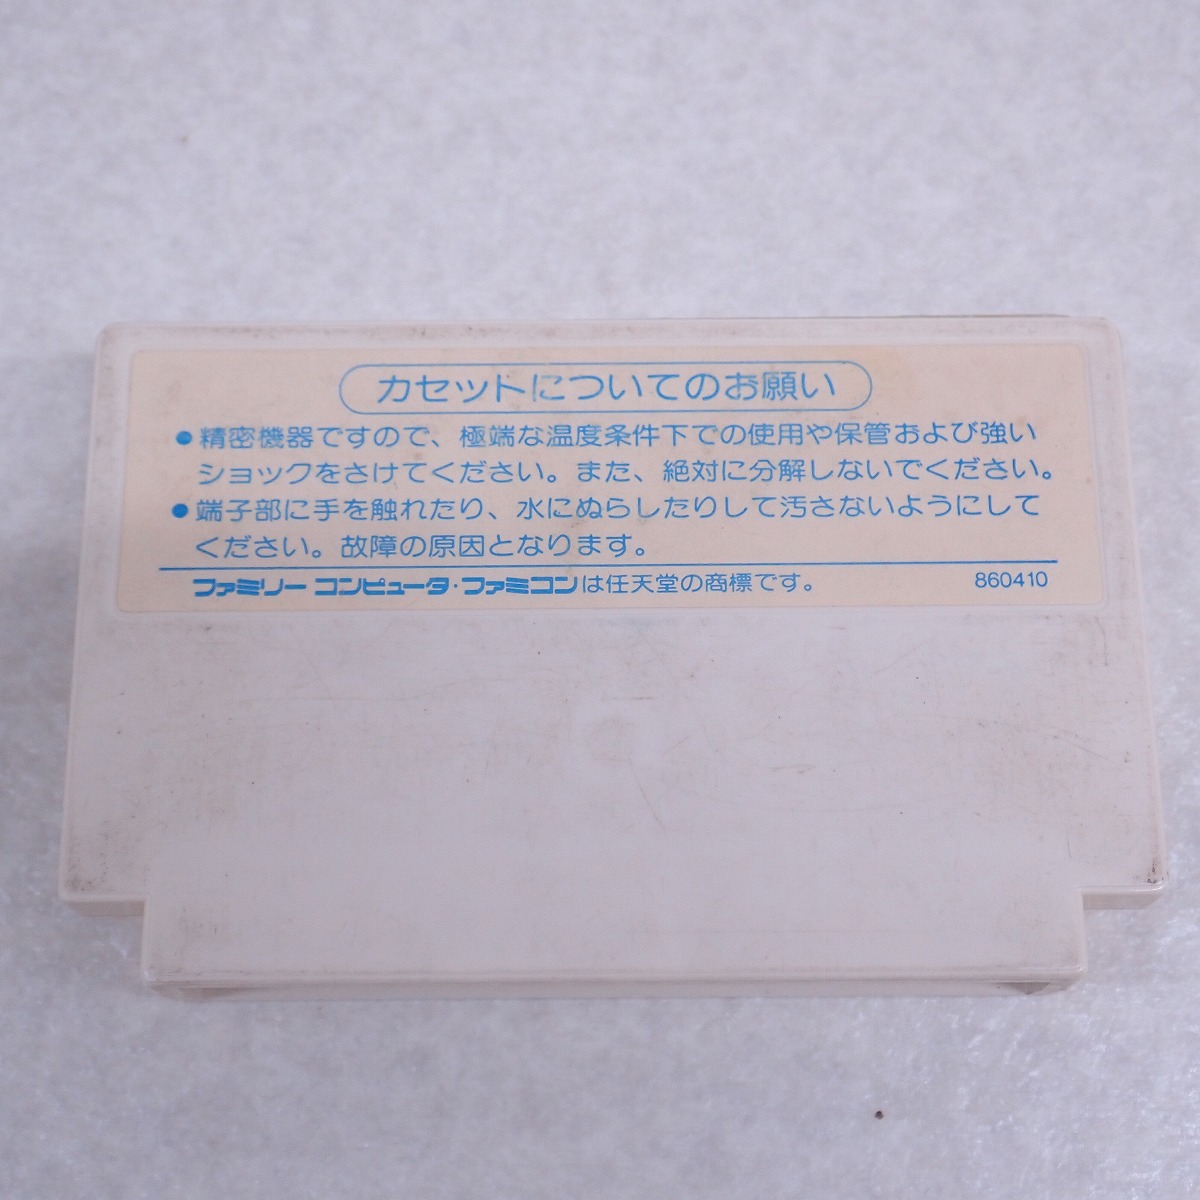 カセットについてのお願い
●精密機器ですので、極端な温度条件下での使用や保管および強い
ショックをさけてください。また、絶対に分解しないでください。
●端子部に手を触れたり、水にぬらしたりして汚さないようにして
ください。故障の原因となります。
ファミリー コンピュータ・ファミコンは任天堂の商標です。 860410